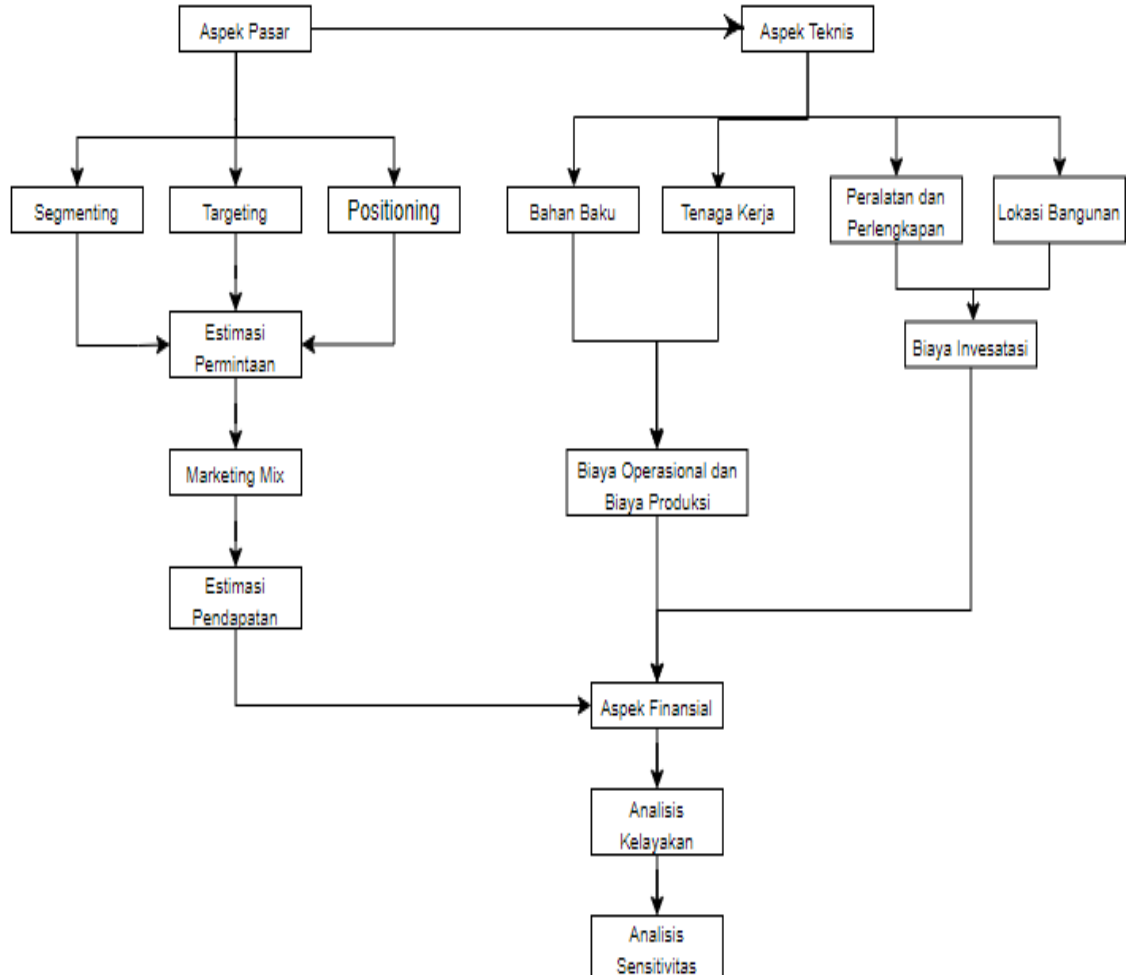 Aspek Pasar
Aspek Teknis
Segmenting
Targeting
Positioning
Bahan Baku
Tenaga Kerja
Peralatan dan
Perlengkapan
Lokasi Bangunan
Estimasi
Permintaan
Biaya Invesatasi
Marketing Mix
Biaya Operasional dan
Biaya Produksi
Estimasi
Pendapatan
Aspek Finansial
Analisis
Kelayakan
Analisis
Sensitivitas